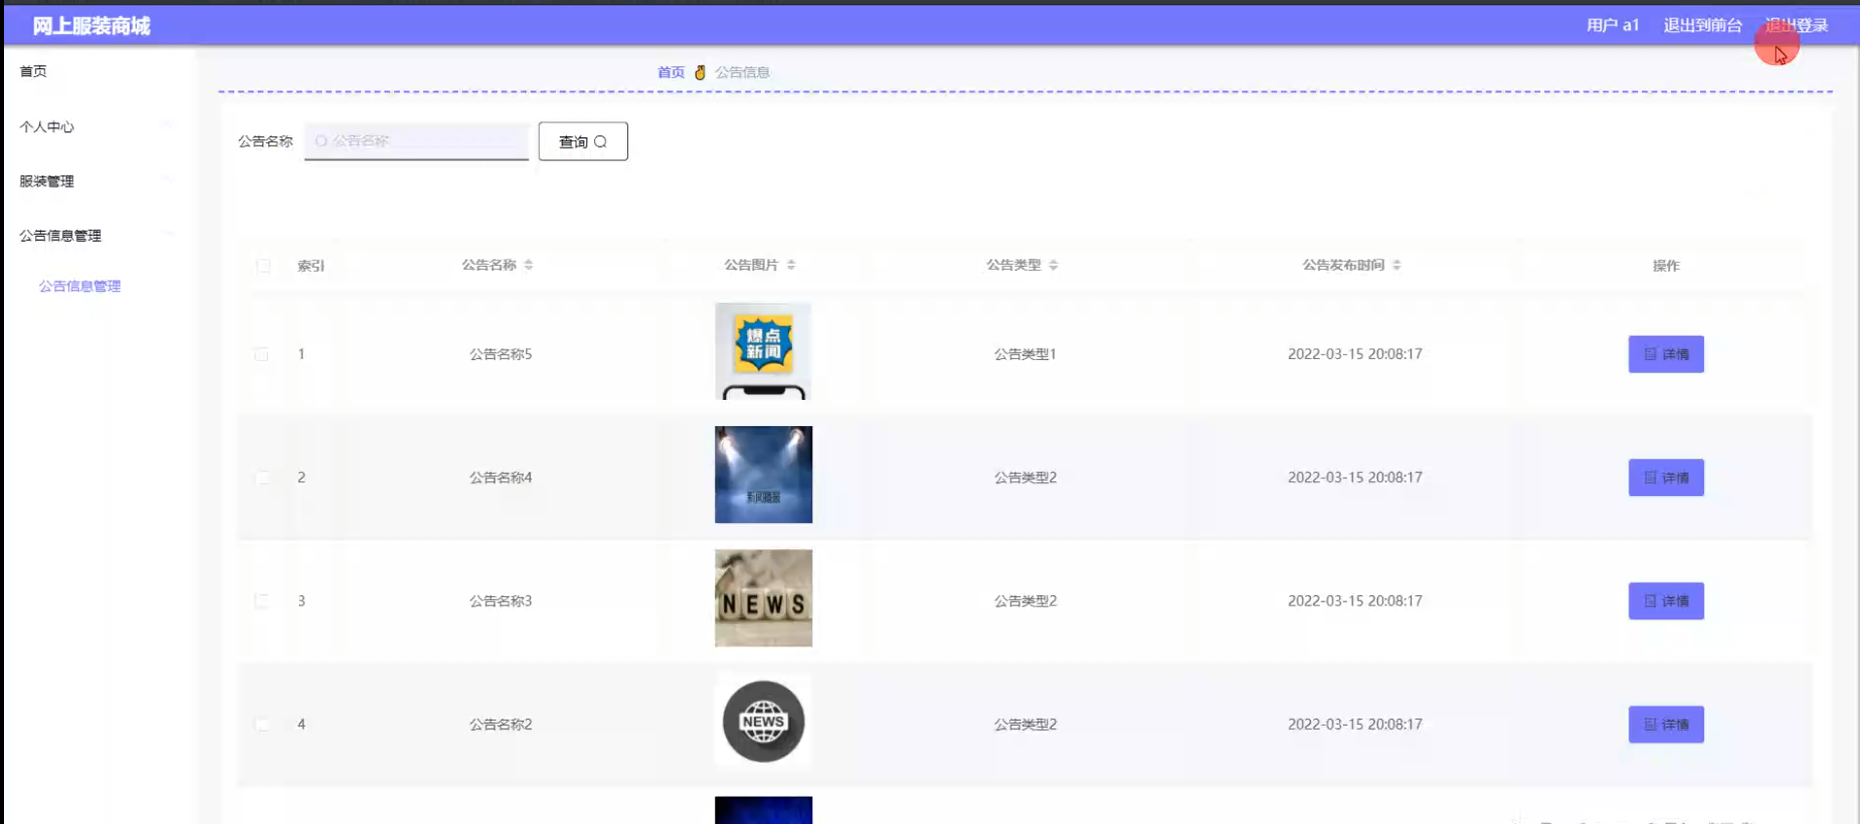 网上服装商城
用户 a1 退出到前台 退出登录
首页
个人中心
服装管理
公告信息管理
公告信息管理
首页 公告信息
公告名称 公告名称 查询
索引 公告名称 公告图片 公告类型 公告发布时间 操作
爆点
新闻
1 公告名称5 公告类型1 2022-03-15 20:08:17 详情
2 公告名称4 公告类型2 2022-03-15 20:08:17 详情
3 公告名称3 NEWS 公告类型2 2022-03-15 20:08:17 详情
4 公告名称2 NEWS 公告类型2 2022-03-15 20:08:17 详情